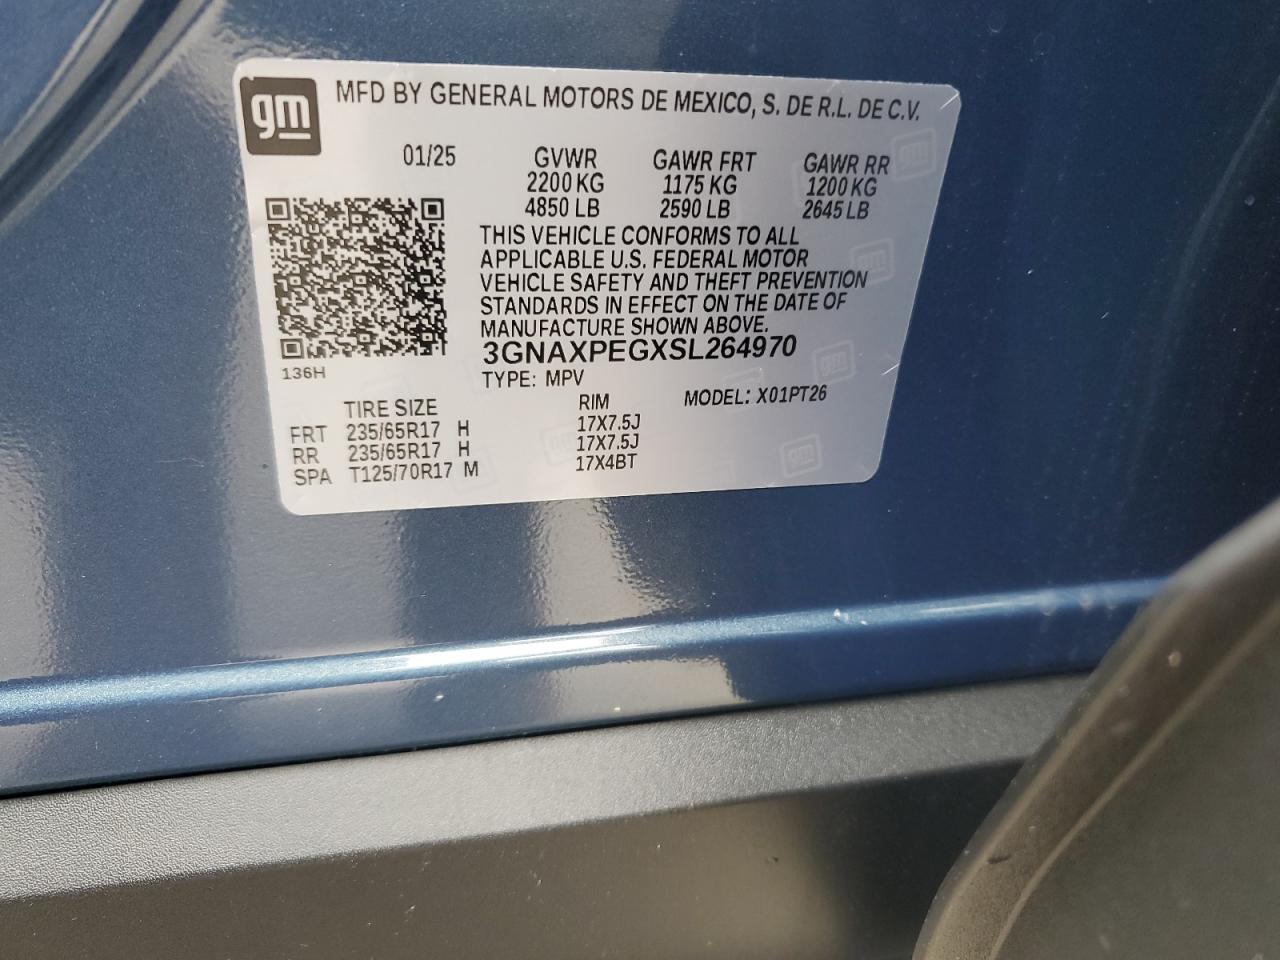 gm
MFD BY GENERAL MOTORS DE MEXICO, S. DE R.L. DE C.V.
01/25 GVWR GAWR FRT GAWR RR
2200 KG 1175 KG 1200 KG
4850 LB 2590 LB 2645 LB
THIS VEHICLE CONFORMS TO ALL
APPLICABLE U.S. FEDERAL MOTOR
VEHICLE SAFETY AND THEFT PREVENTION
STANDARDS IN EFFECT ON THE DATE OF
MANUFACTURE SHOWN ABOVE.
3GNAXPEGXSL264970
136H
TYPE: MPV MODEL: X01PT26
TIRE SIZE RIM
FRT 235/65R17 H 17X7.5J
RR 235/65R17 H 17X7.5J
SPA T125/70R17 M 17X4BT